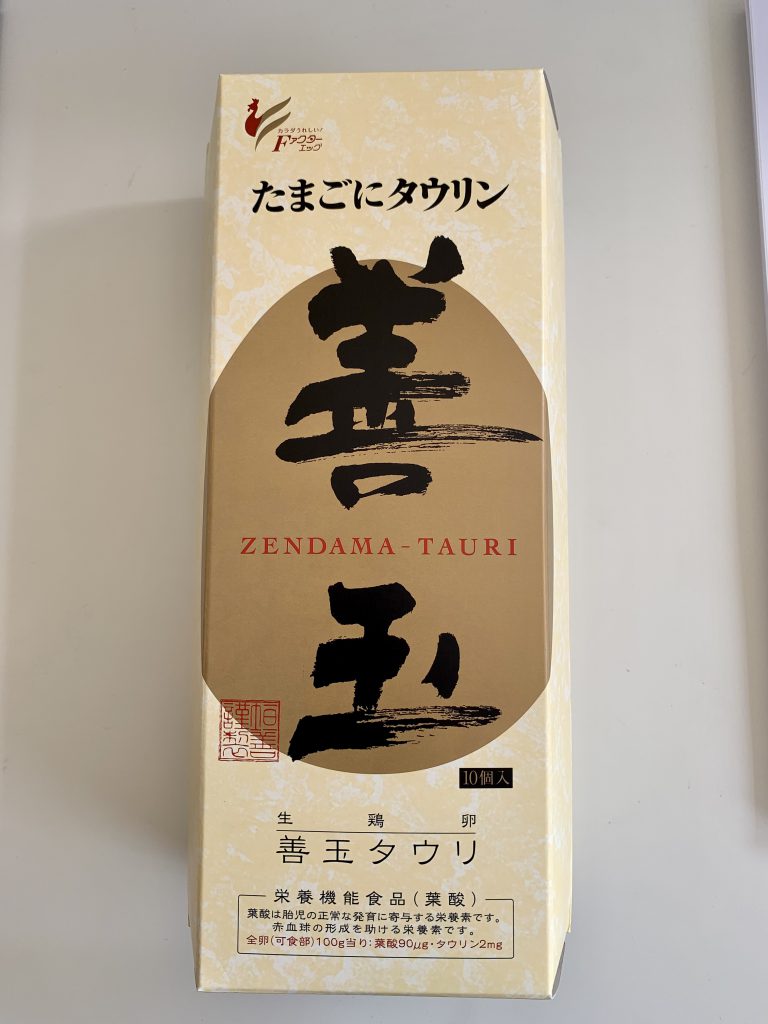 カラダうれしい!
Fァクター
エッグ
たまごにタウリン
善
ZENDAMA-TAURI
玉
謹製
10個入
生鶏卵
善玉タウリ
栄養機能食品(葉酸)
葉酸は胎児の正常な発育に寄与する栄養素です。
赤血球の形成を助ける栄養素です。
全卵(可食部)100g当り:葉酸90μg・タウリン2mg